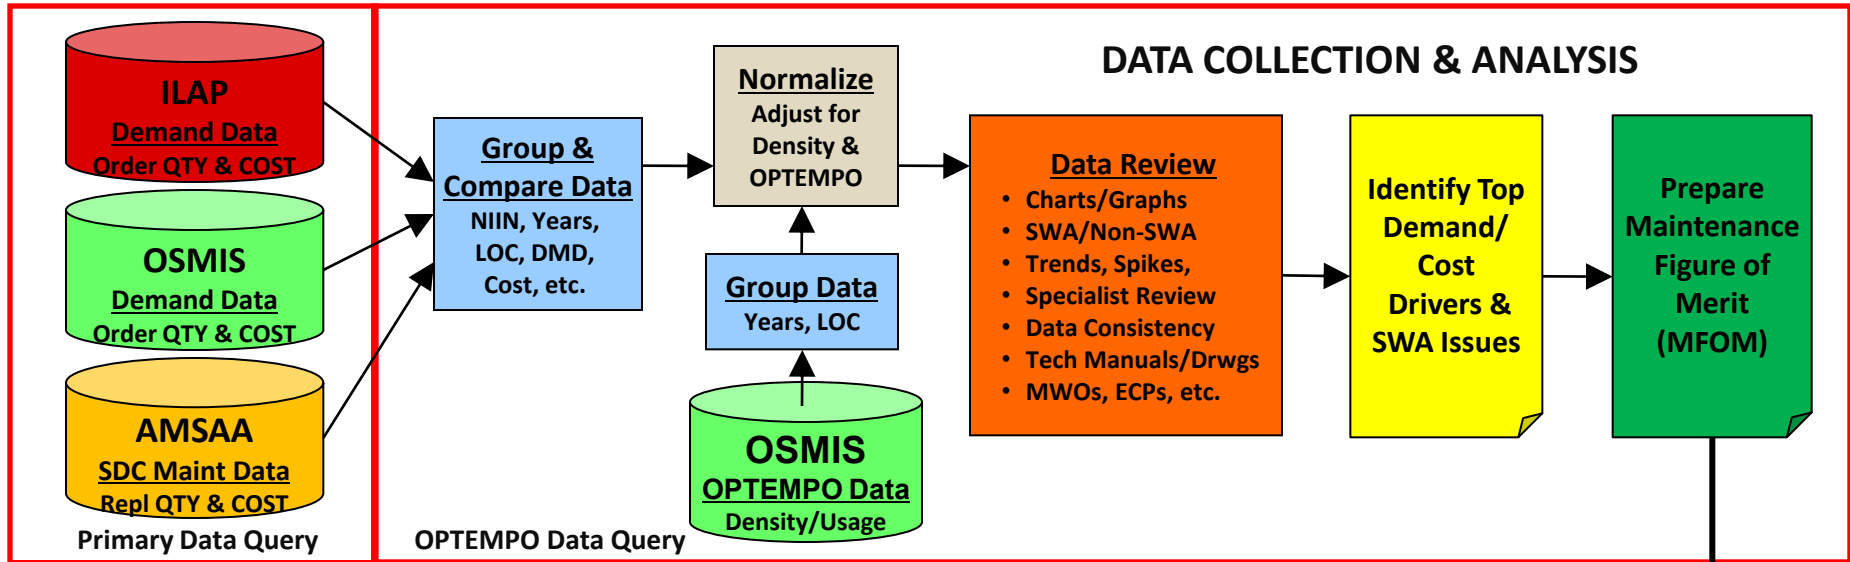 DATA COLLECTION & ANALYSIS
ILAP
Demand Data
Order QTY & COST
OSMIS
Demand Data
Order QTY & COST
AMSAA
SDC Maint Data
Repl QTY & COST
Primary Data Query
Group &
Compare Data
NIIN, Years,
LOC, DMD,
Cost, etc.
Normalize
Adjust for
Density &
OPTEMPO
Group Data
Years, LOC
OSMIS
OPTEMPO Data
Density/Usage
OPTEMPO Data Query
Data Review
• Charts/Graphs
• SWA/Non-SWA
• Trends, Spikes,
• Specialist Review
• Data Consistency
• Tech Manuals/Drwgs
• MWOs, ECPs, etc.
Identify Top
Demand/
Cost
Drivers &
SWA Issues
Prepare
Maintenance
Figure of
Merit
(MFOM)